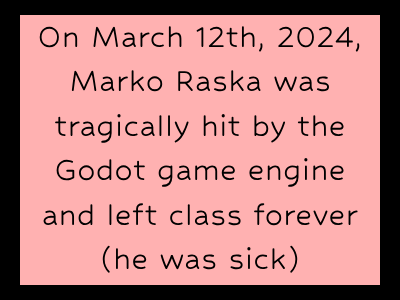 On March 12th, 2024,
Marko Raska was
tragically hit by the
Godot game engine
and left class forever
(he was sick)